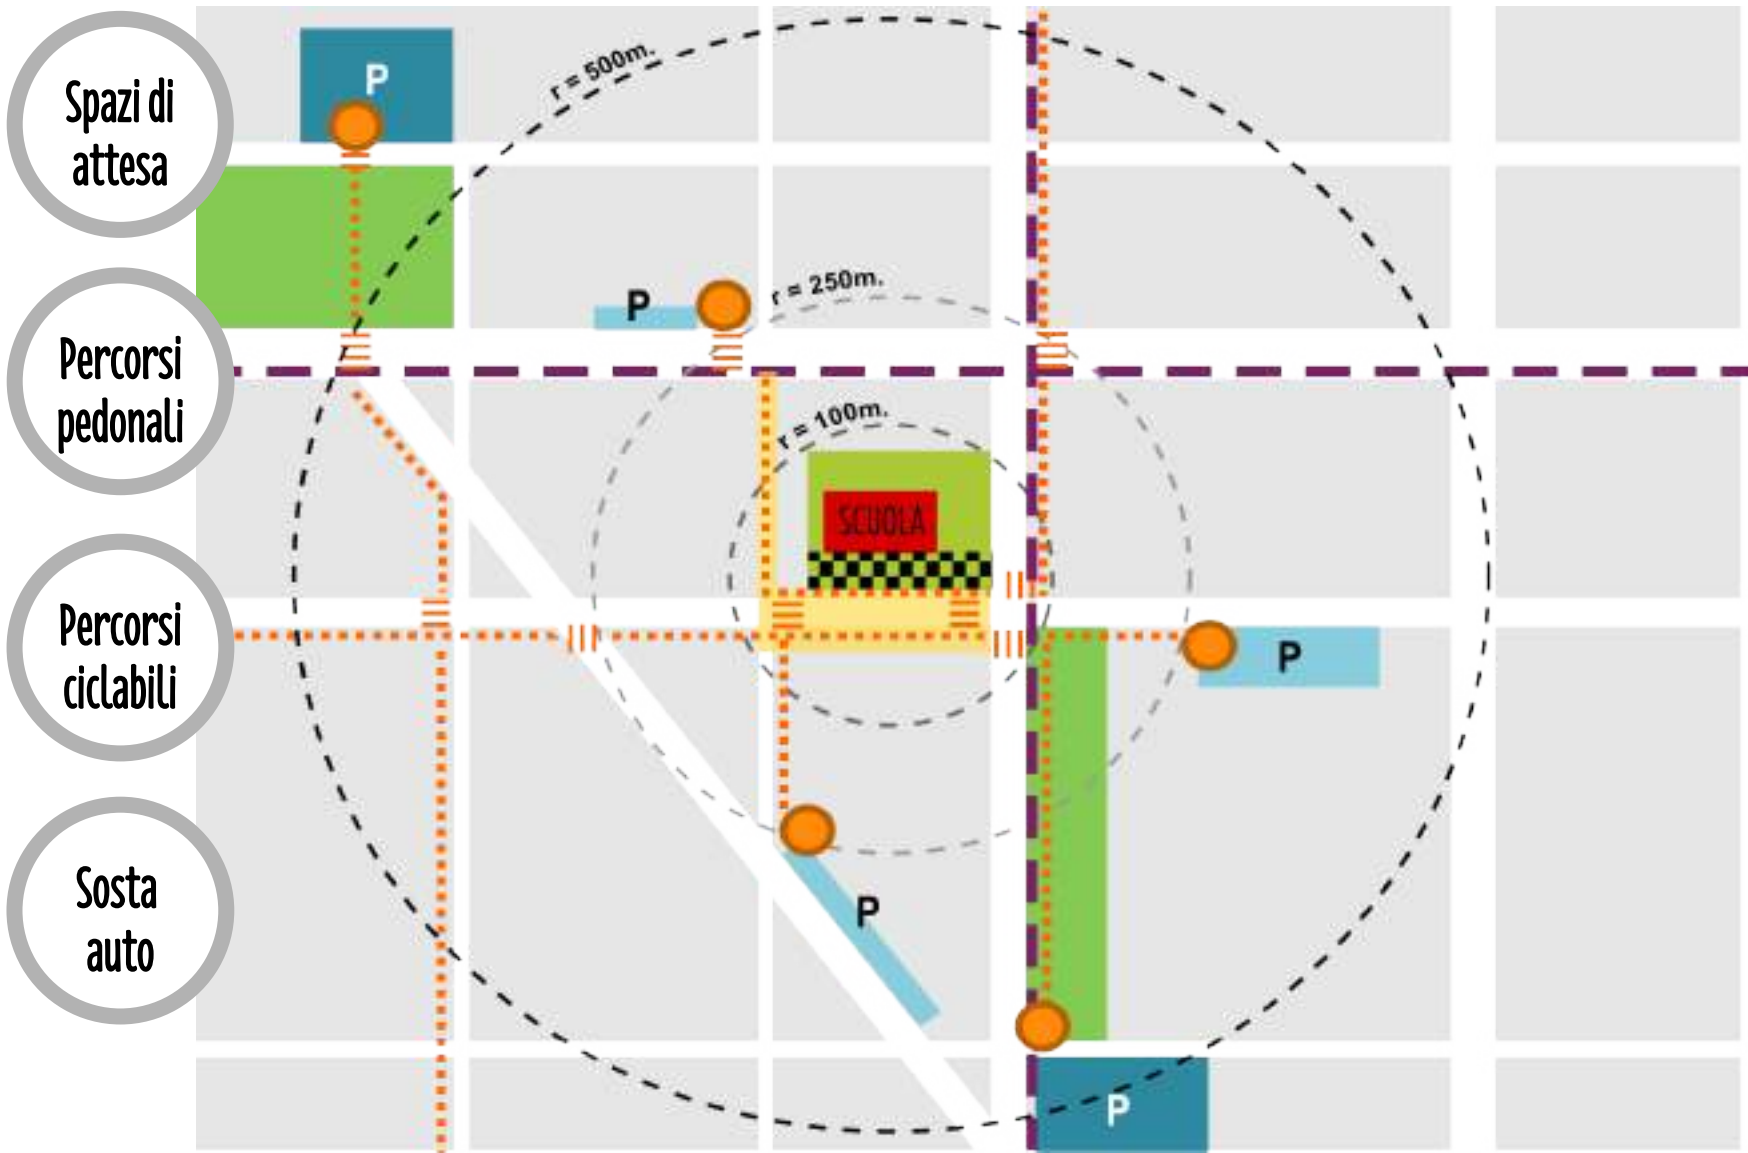 Spazi di
attesa
Percorsi
pedonali
Percorsi
ciclabili
Sosta
auto
P
r = 500m.
P
r = 250m.
r = 100m.
SCUOLA
P
P
P